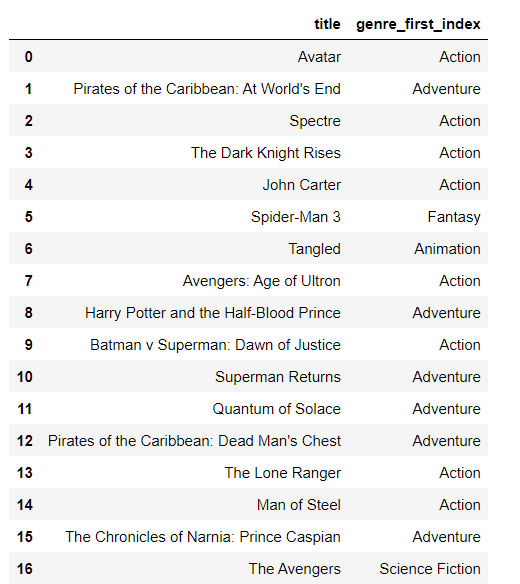 title genre_first_index
0 Avatar Action
1 Pirates of the Caribbean: At World's End Adventure
2 Spectre Action
3 The Dark Knight Rises Action
4 John Carter Action
5 Spider-Man 3 Fantasy
6 Tangled Animation
7 Avengers: Age of Ultron Action
8 Harry Potter and the Half-Blood Prince Adventure
9 Batman v Superman: Dawn of Justice Action
10 Superman Returns Adventure
11 Quantum of Solace Adventure
12 Pirates of the Caribbean: Dead Man's Chest Adventure
13 The Lone Ranger Action
14 Man of Steel Action
15 The Chronicles of Narnia: Prince Caspian Adventure
16 The Avengers Science Fiction